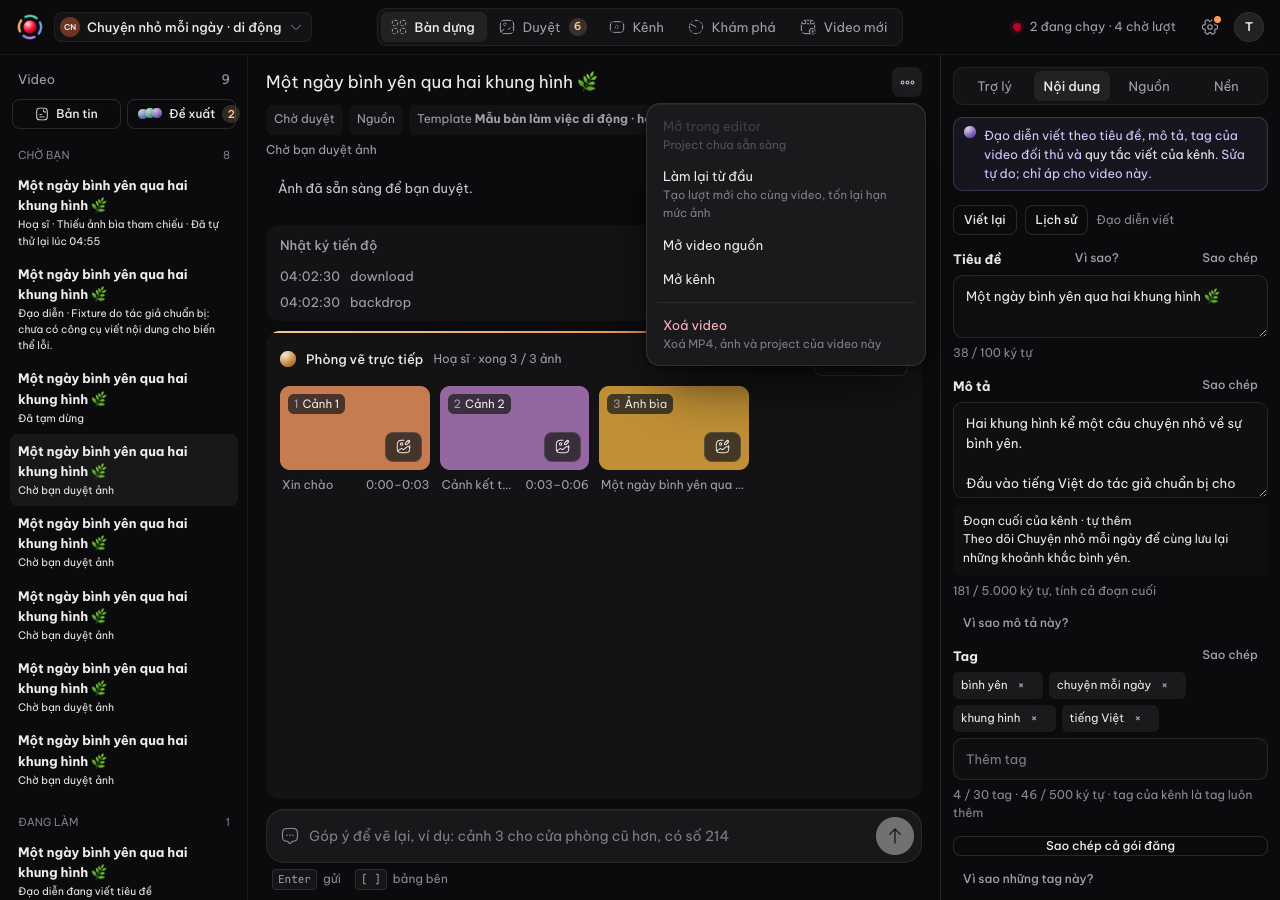 CN Chuyện nhỏ mỗi ngày · di động
Bàn dựng
Duyệt 6
Kênh
Khám phá
Video mới
2 đang chạy · 4 chờ lượt
T
Video 9
Bản tin
Đề xuất 2
CHỜ BẠN 8
Một ngày bình yên qua hai
khung hình 🌿
Hoạ sĩ · Thiếu ảnh bìa tham chiếu · Đã tự
thử lại lúc 04:55
Một ngày bình yên qua hai
khung hình 🌿
Đạo diễn · Fixture do tác giả chuẩn bị:
chưa có công cụ viết nội dung cho biến
thể lỗi.
Một ngày bình yên qua hai
khung hình 🌿
Đã tạm dừng
Một ngày bình yên qua hai
khung hình 🌿
Chờ bạn duyệt ảnh
Một ngày bình yên qua hai
khung hình 🌿
Chờ bạn duyệt ảnh
Một ngày bình yên qua hai
khung hình 🌿
Chờ bạn duyệt ảnh
Một ngày bình yên qua hai
khung hình 🌿
Chờ bạn duyệt ảnh
Một ngày bình yên qua hai
khung hình 🌿
Chờ bạn duyệt ảnh
ĐANG LÀM 1
Một ngày bình yên qua hai
khung hình 🌿
Đạo diễn đang viết tiêu đề
Một ngày bình yên qua hai khung hình 🌿
Chờ duyệt
Nguồn
Template Mẫu bàn làm việc di động ·
Chờ bạn duyệt ảnh
Ảnh đã sẵn sàng để bạn duyệt.
Nhật ký tiến độ
04:02:30 download
04:02:30 backdrop
Mở trong editor
Project chưa sẵn sàng
Làm lại từ đầu
Tạo lượt mới cho cùng video, tốn lại hạn
mức ảnh
Mở video nguồn
Mở kênh
Xoá video
Xoá MP4, ảnh và project của video này
Phòng vẽ trực tiếp Hoạ sĩ · xong 3 / 3 ảnh
1 Cảnh 1
2 Cảnh 2
3 Ảnh bìa
Xin chào 0:00–0:03
Cảnh kết t... 0:03–0:06
Một ngày bình yên qua ...
Góp ý để vẽ lại, ví dụ: cảnh 3 cho cửa phòng cũ hơn, có số 214
Enter gửi [ ] bảng bên
Trợ lý
Nội dung
Nguồn
Nền
Đạo diễn viết theo tiêu đề, mô tả, tag của
video đối thủ và quy tắc viết của kênh. Sửa
tự do; chỉ áp cho video này.
Viết lại
Lịch sử
Đạo diễn viết
Tiêu đề Vì sao? Sao chép
Một ngày bình yên qua hai khung hình 🌿
38 / 100 ký tự
Mô tả Sao chép
Hai khung hình kể một câu chuyện nhỏ về sự
bình yên.
Đầu vào tiếng Việt do tác giả chuẩn bị cho
Đoạn cuối của kênh · tự thêm
Theo dõi Chuyện nhỏ mỗi ngày để cùng lưu lại
những khoảnh khắc bình yên.
181 / 5.000 ký tự, tính cả đoạn cuối
Vì sao mô tả này?
Tag Sao chép
bình yên ×
chuyện mỗi ngày ×
khung hình ×
tiếng Việt ×
Thêm tag
4 / 30 tag · 46 / 500 ký tự · tag của kênh là tag luôn
thêm
Sao chép cả gói đăng
Vì sao những tag này?